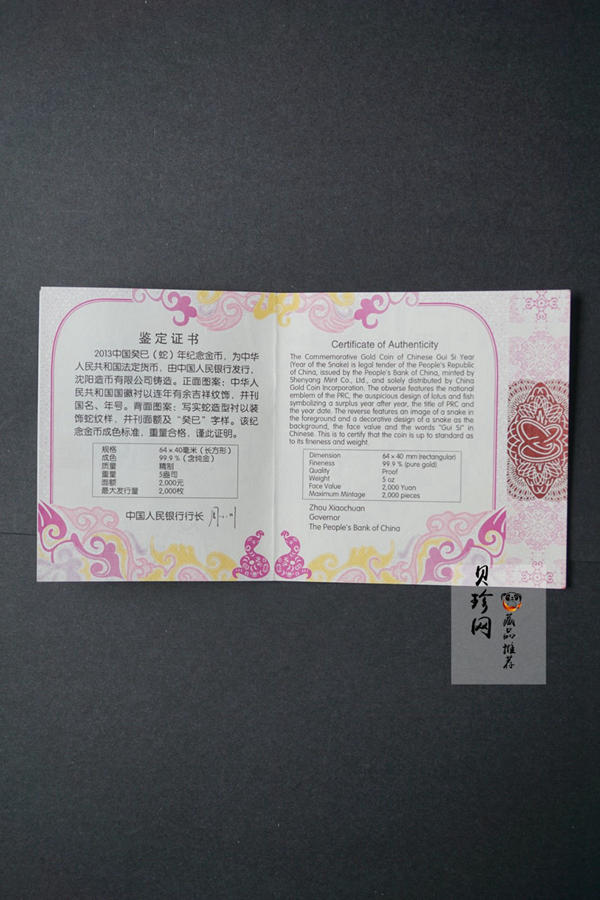 鉴定证书
2013中国癸巳（蛇）年纪念金币，为中华
人民共和国法定货币，由中国人民银行发行，
沈阳造币有限公司铸造。正面图案：中华人
民共和国国徽衬以连年有余吉祥纹饰，并刊
国名、年号。背面图案：写实蛇造型衬以装
饰蛇纹样，并刊面额及“癸巳”字样。该纪
念金币成色标准，重量合格，谨此证明。
规格 64×40毫米（长方形）
成色 99.9％（含纯金）
质量 精制
重量 5盎司
面额 2,000元
最大发行量 2,000枚
中国人民银行行长
Certificate of Authenticity
The Commemorative Gold Coin of Chinese Gui Si Year
(Year of the Snake) is legal tender of the People's Republic
of China, issued by the People's Bank of China, minted by
Shenyang Mint Co., Ltd., and solely distributed by China
Gold Coin Incorporation. The obverse features the national
emblem of the PRC, the auspicious design of lotus and fish
symbolizing a surplus year after year, the title of PRC and
the year date. The reverse features an image of a snake in
the foreground and a decorative design of a snake as the
background, the face value and the words "Gui Si" in
Chinese. This is to certify that the coin is up to standard as
to its fineness and weight.
Dimension 64×40 mm (rectangular)
Fineness 99.9 % (pure gold)
Quality Proof
Weight 5 oz
Face Value 2,000 Yuan
Maximum Mintage 2,000 pieces
Zhou Xiaochuan
Governor
The People's Bank of China
贝珍网
藏品推荐